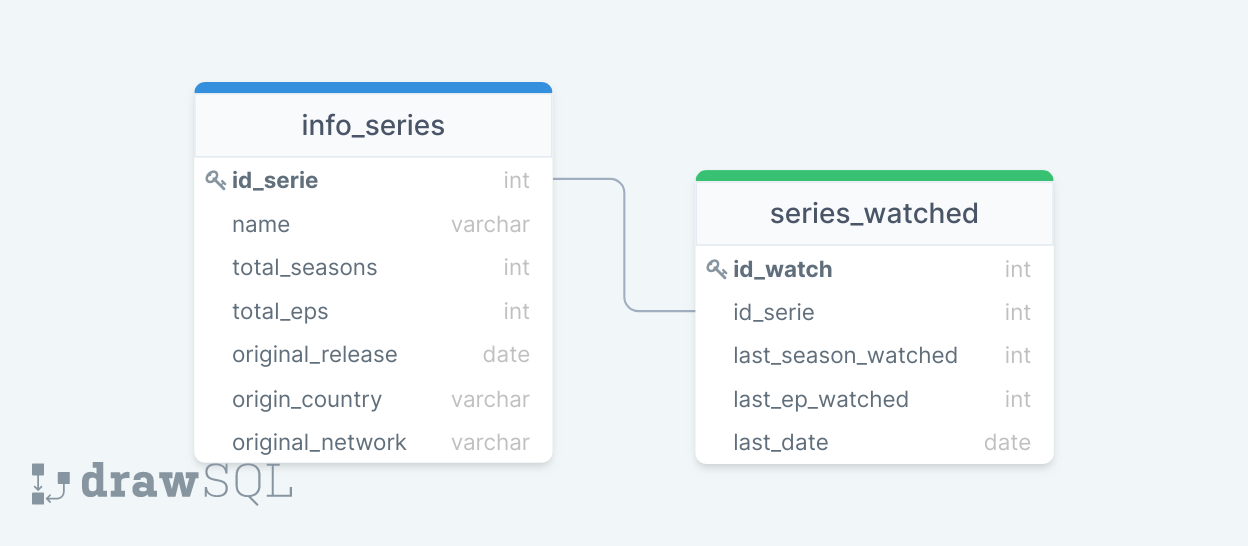 info_series
id_serie int
name varchar
total_seasons int
total_eps int
original_release date
origin_country varchar
original_network varchar
series_watched
id_watch int
id_serie int
last_season_watched int
last_ep_watched int
last_date date
drawSQL